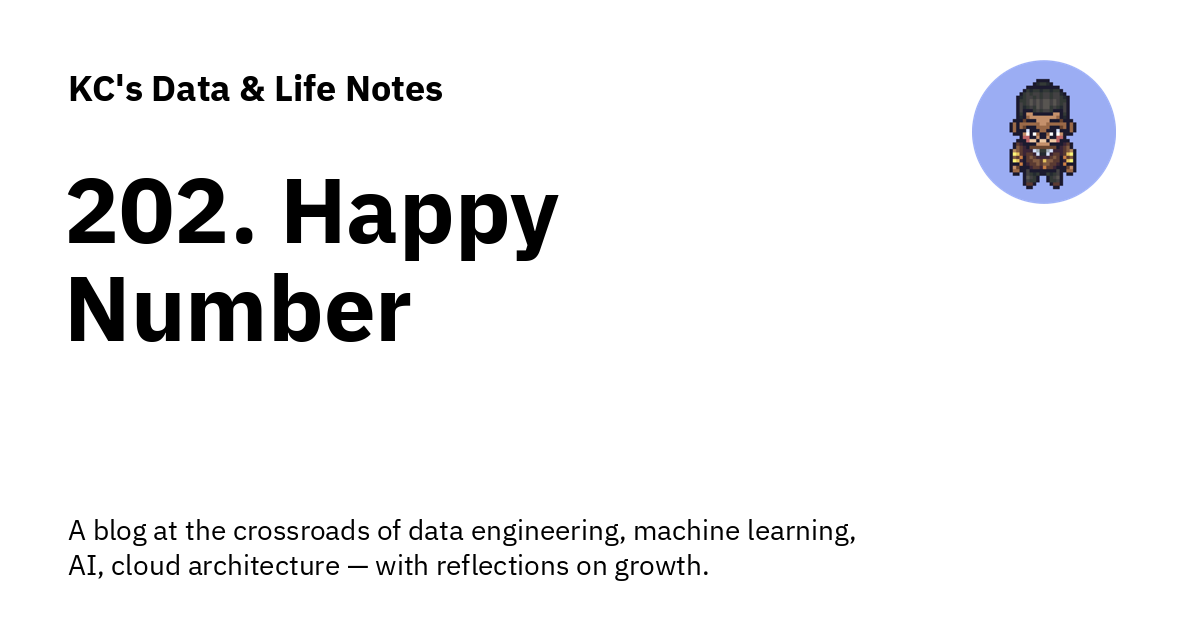 KC's Data & Life Notes
202. Happy
Number
A blog at the crossroads of data engineering, machine learning,
AI, cloud architecture — with reflections on growth.